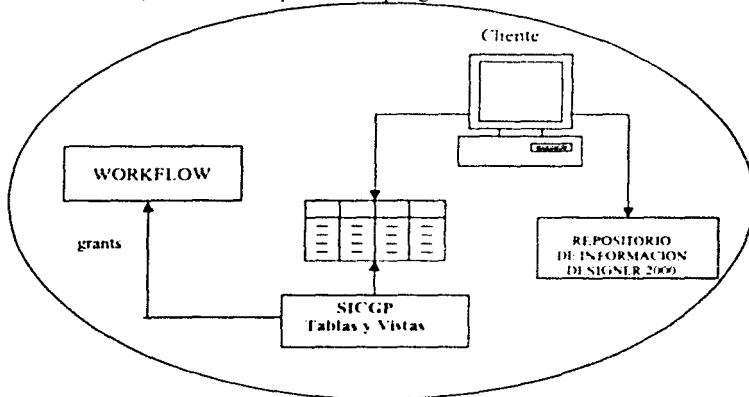 Cliente
WORKFLOW
grants
REPOSITORIO
DE INFORMACION
DESIGNER 2000
SICGP
Tablas y Vistas